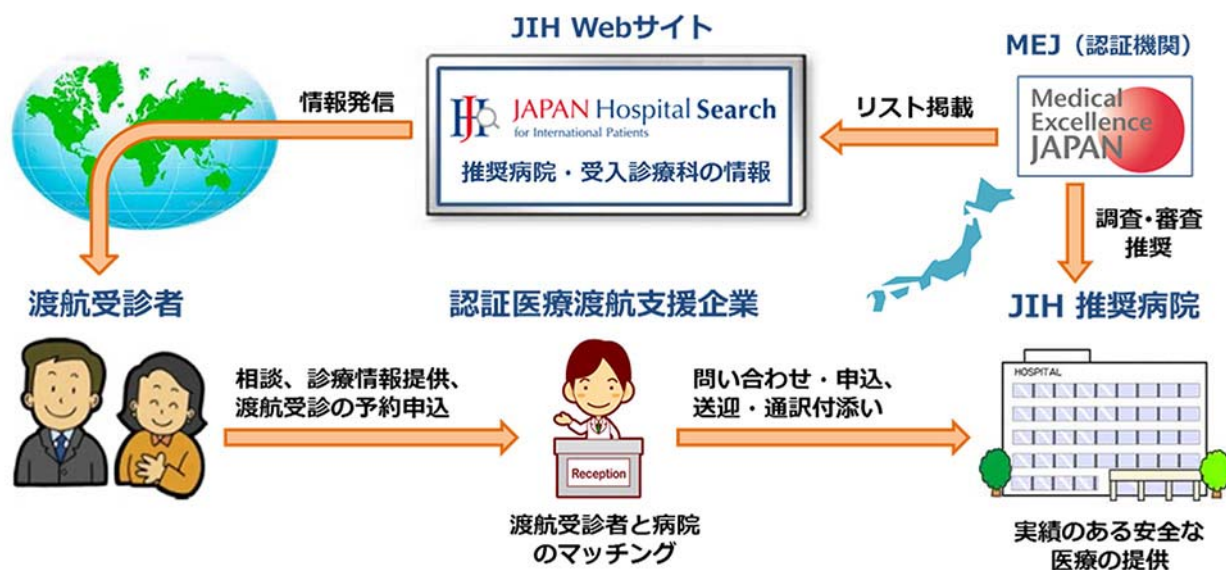 JIH Webサイト
MEJ（認証機関）
情報発信
JIH JAPAN Hospital Search
for International Patients
推奨病院・受入診療科の情報
リスト掲載
Medical
Excellence
JAPAN
調査・審査
推奨
渡航受診者
認証医療渡航支援企業
JIH 推奨病院
相談、診療情報提供、
渡航受診の予約申込
Reception
問い合わせ・申込、
送迎・通訳付添い
HOSPITAL
渡航受診者と病院
のマッチング
実績のある安全な
医療の提供